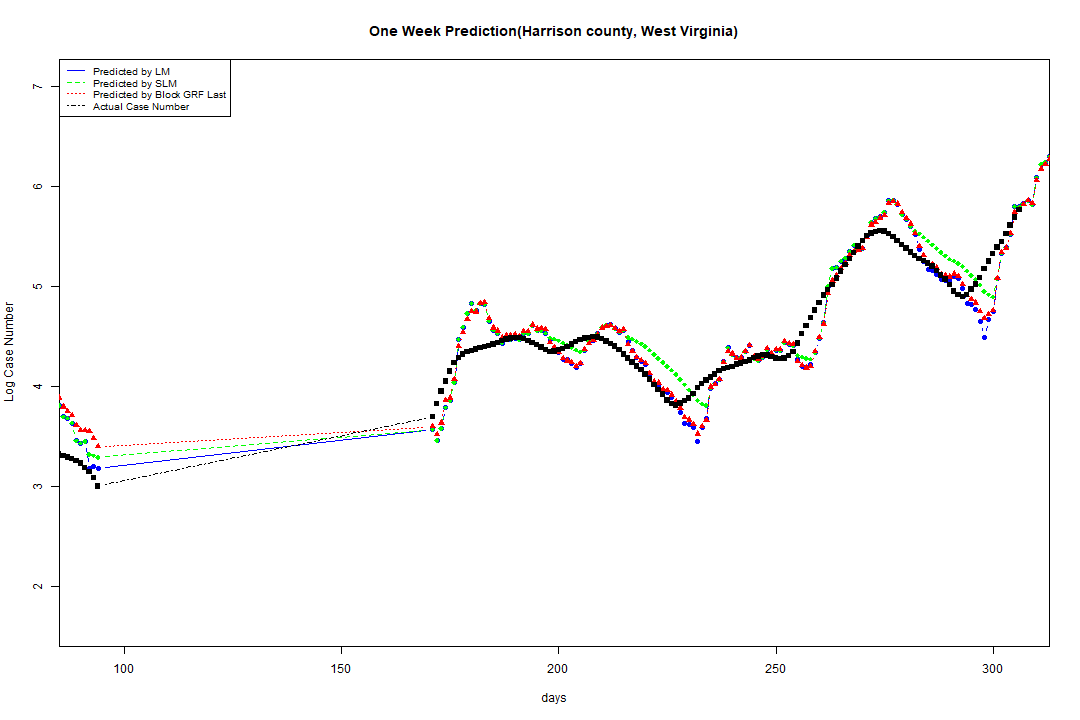 One Week Prediction(Harrison county, West Virginia)
Predicted by LM
Predicted by SLM
Predicted by Block GRF Last
Actual Case Number
Log Case Number
7
6
5
4
3
2
100 150 200 250 300
days